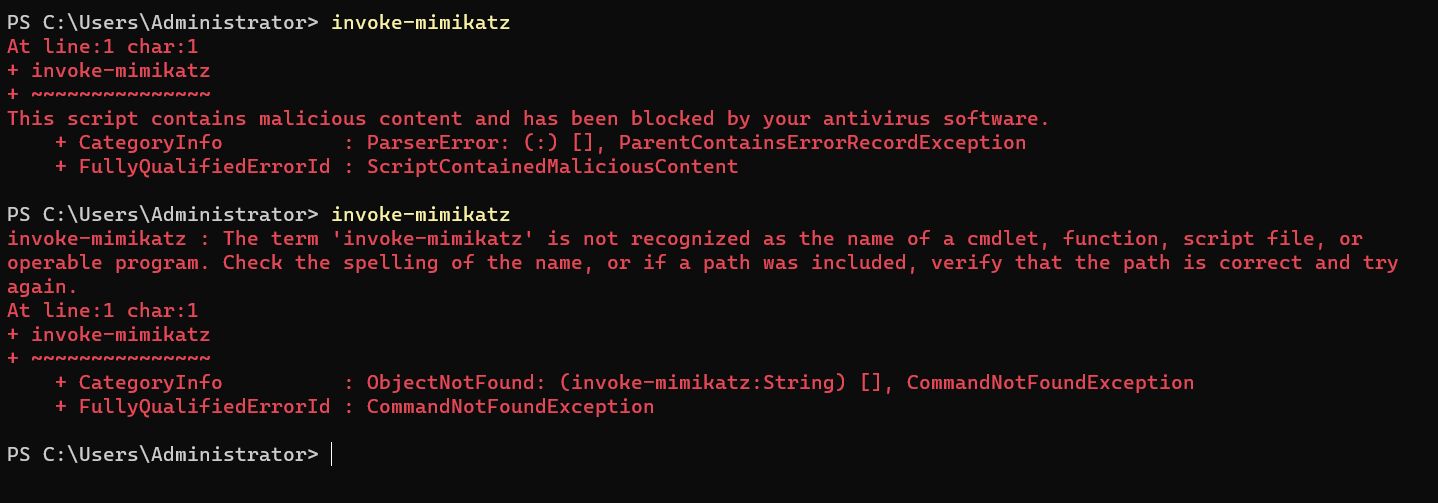 PS C:\Users\Administrator> invoke-mimikatz
At line:1 char:1
+ invoke-mimikatz
+ ~~~~~~~~~~~~~~~
This script contains malicious content and has been blocked by your antivirus software.
    + CategoryInfo          : ParserError: (:) [], ParentContainsErrorRecordException
    + FullyQualifiedErrorId : ScriptContainedMaliciousContent

PS C:\Users\Administrator> invoke-mimikatz
invoke-mimikatz : The term 'invoke-mimikatz' is not recognized as the name of a cmdlet, function, script file, or
operable program. Check the spelling of the name, or if a path was included, verify that the path is correct and try
again.
At line:1 char:1
+ invoke-mimikatz
+ ~~~~~~~~~~~~~~~
    + CategoryInfo          : ObjectNotFound: (invoke-mimikatz:String) [], CommandNotFoundException
    + FullyQualifiedErrorId : CommandNotFoundException

PS C:\Users\Administrator>